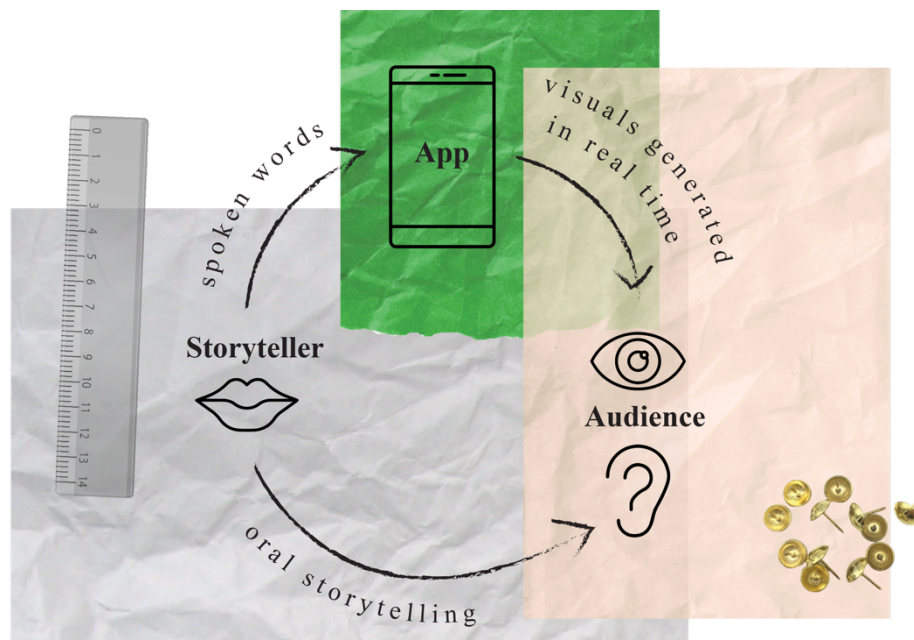 App
visuals generated
in real time
spoken words
0
1
2
3
4
5
6
7
8
9
10
11
12
13
14
Storyteller
Audience
oral storytelling